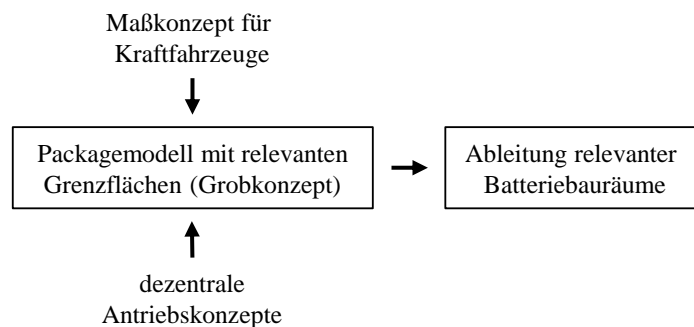 Maßkonzept für
Kraftfahrzeuge
Packagemodell mit relevanten
Grenzflächen (Grobkonzept)
Ableitung relevanter
Batteriebauräume
dezentrale
Antriebskonzepte